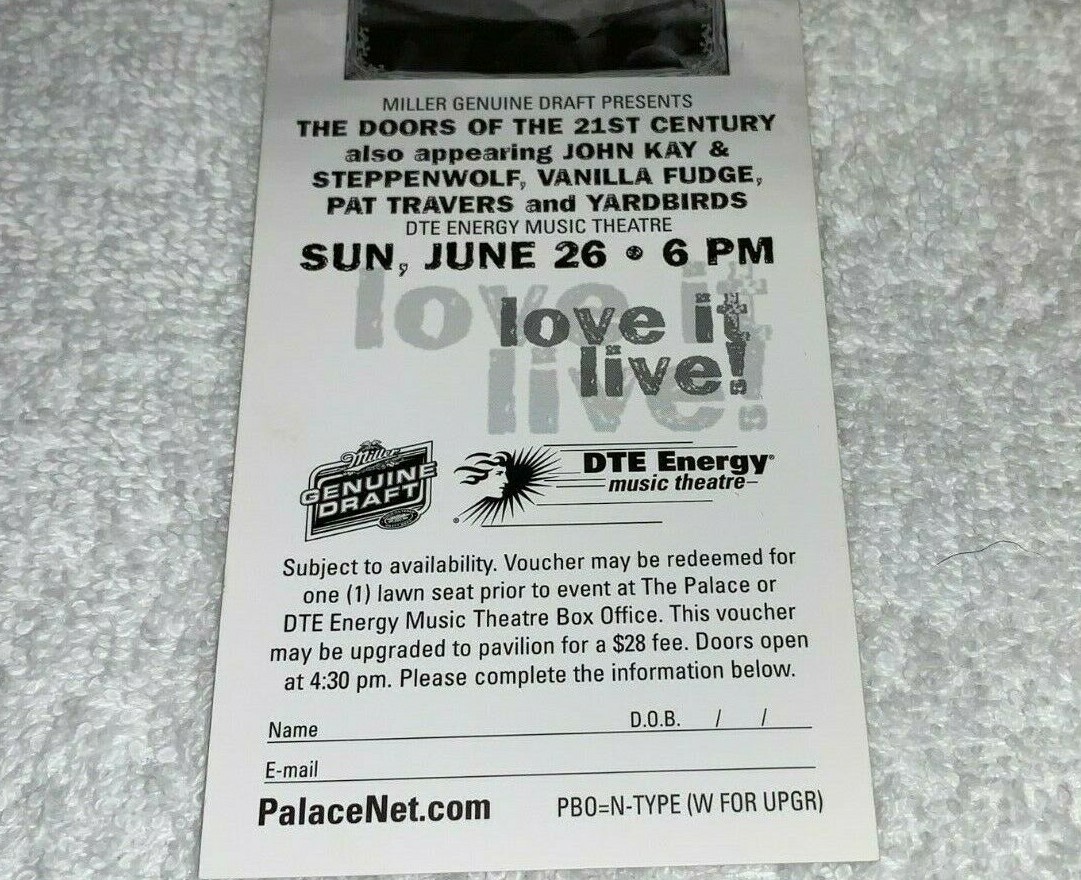 MILLER GENUINE DRAFT PRESENTS
THE DOORS OF THE 21ST CENTURY
also appearing JOHN KAY &
STEPPENWOLF, VANILLA FUDGE,
PAT TRAVERS and YARDBIRDS
DTE ENERGY MUSIC THEATRE
SUN, JUNE 26 • 6 PM
love it
live!
love it
live!
Miller
GENUINE
DRAFT
DTE Energy®
music theatre
Subject to availability. Voucher may be redeemed for
one (1) lawn seat prior to event at The Palace or
DTE Energy Music Theatre Box Office. This voucher
may be upgraded to pavilion for a $28 fee. Doors open
at 4:30 pm. Please complete the information below.
Name D.O.B. / /
E-mail
PalaceNet.com PBO=N-TYPE (W FOR UPGR)